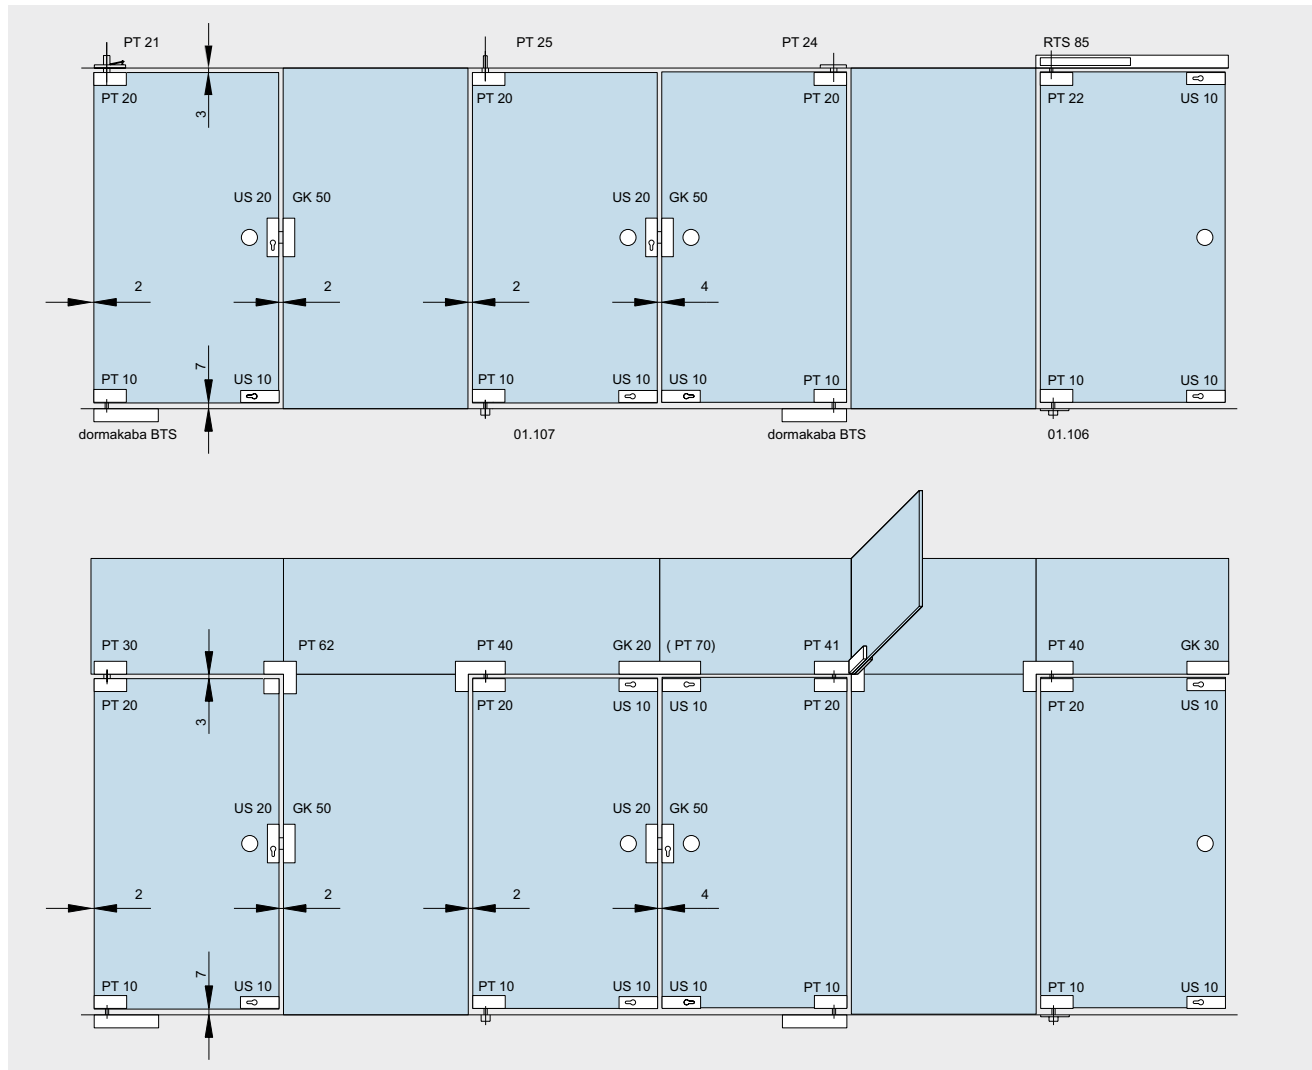 PT 21 PT 25 PT 24 RTS 85
PT 20 PT 20 PT 20 PT 22 US 10
3
US 20 GK 50 US 20 GK 50
2 2 2 4
7
PT 10 US 10 PT 10 US 10 US 10 PT 10 PT 10 US 10
dormakaba BTS 01.107 dormakaba BTS 01.106
PT 30 PT 62 PT 40 GK 20 ( PT 70) PT 41 PT 40 GK 30
PT 20 PT 20 US 10 US 10 PT 20 PT 20 US 10
3
US 20 GK 50 US 20 GK 50
2 2 2 4
7
PT 10 US 10 PT 10 US 10 US 10 PT 10 PT 10 US 10